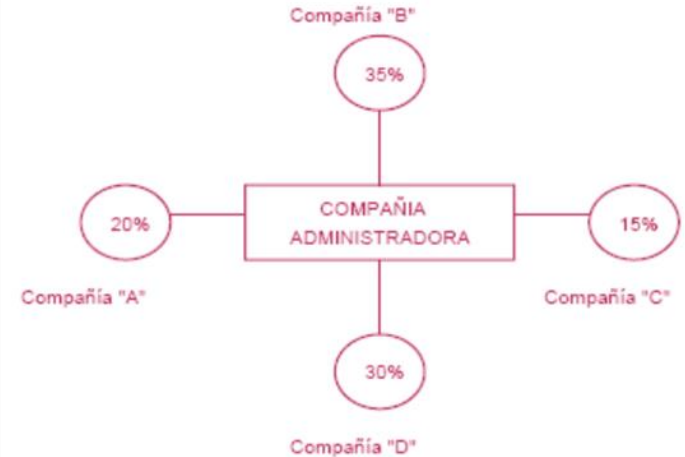 Compañía "B"
35%
COMPAÑIA
ADMINISTRADORA
20%
15%
Compañía "A"
Compañía "C"
30%
Compañía "D"